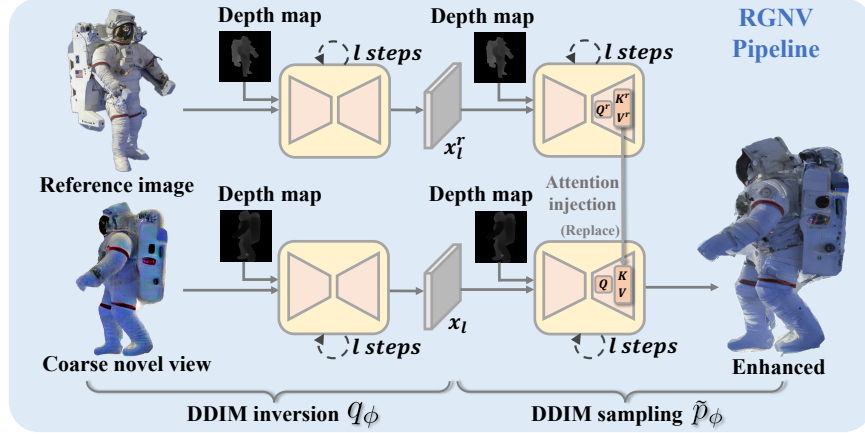 RGNV
Pipeline
Depth map
Depth map
l steps
l steps
x_l^r
Q^r
K^r
V^r
Reference image
Depth map
Depth map
Attention
injection
(Replace)
Q
K
V
x_l
l steps
l steps
Coarse novel view
Enhanced
DDIM inversion q_ϕ
DDIM sampling p̃_ϕ